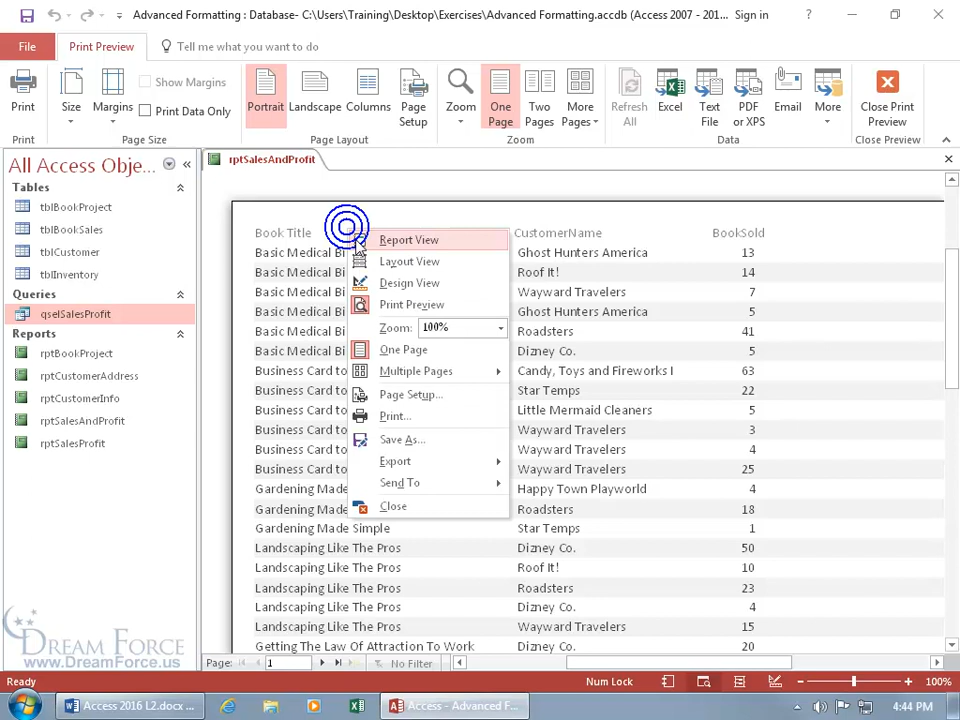 Advanced Formatting : Database- C:\Users\Training\Desktop\Exercises\Advanced Formatting.accdb (Access 2007 - 201... Sign in ?
File Print Preview Tell me what you want to do
Print Size Margins Show Margins Print Data Only Portrait Landscape Columns Page Setup Zoom One Page Two Pages More Pages Refresh All Excel Text File PDF or XPS Email More Close Print Preview
Print Page Size Page Layout Zoom Data Close Preview
All Access Obje...
rptSalesAndProfit
Tables
tblBookProject
tblBookSales
tblCustomer
tblInventory
Queries
qselSalesProfit
Reports
rptBookProject
rptCustomerAddress
rptCustomerInfo
rptSalesAndProfit
rptSalesProfit
Book Title CustomerName BookSold
Basic Medical Bi Ghost Hunters America 13
Basic Medical Bi Roof It! 14
Basic Medical Bi Wayward Travelers 7
Basic Medical Bi Ghost Hunters America 5
Basic Medical Bi Roadsters 41
Basic Medical Bi Dizney Co. 5
Business Card to Candy, Toys and Fireworks I 63
Business Card to Star Temps 22
Business Card to Little Mermaid Cleaners 5
Business Card to Wayward Travelers 3
Business Card to Wayward Travelers 4
Business Card to Wayward Travelers 25
Gardening Made Happy Town Playworld 4
Gardening Made Roadsters 18
Gardening Made Simple Star Temps 1
Landscaping Like The Pros Dizney Co. 50
Landscaping Like The Pros Roof It! 10
Landscaping Like The Pros Roadsters 23
Landscaping Like The Pros Dizney Co. 4
Landscaping Like The Pros Wayward Travelers 15
Getting The Law Of Attraction To Work Dizney Co. 20
Report View
Layout View
Design View
Print Preview
Zoom: 100%
One Page
Multiple Pages
Page Setup...
Print...
Save As...
Export
Send To
Close
DREAM FORCE
www.DreamForce.us
Page: 1 No Filter
Ready Num Lock 100%
Access 2016 L2.docx ... Access - Advanced F... 4:44 PM